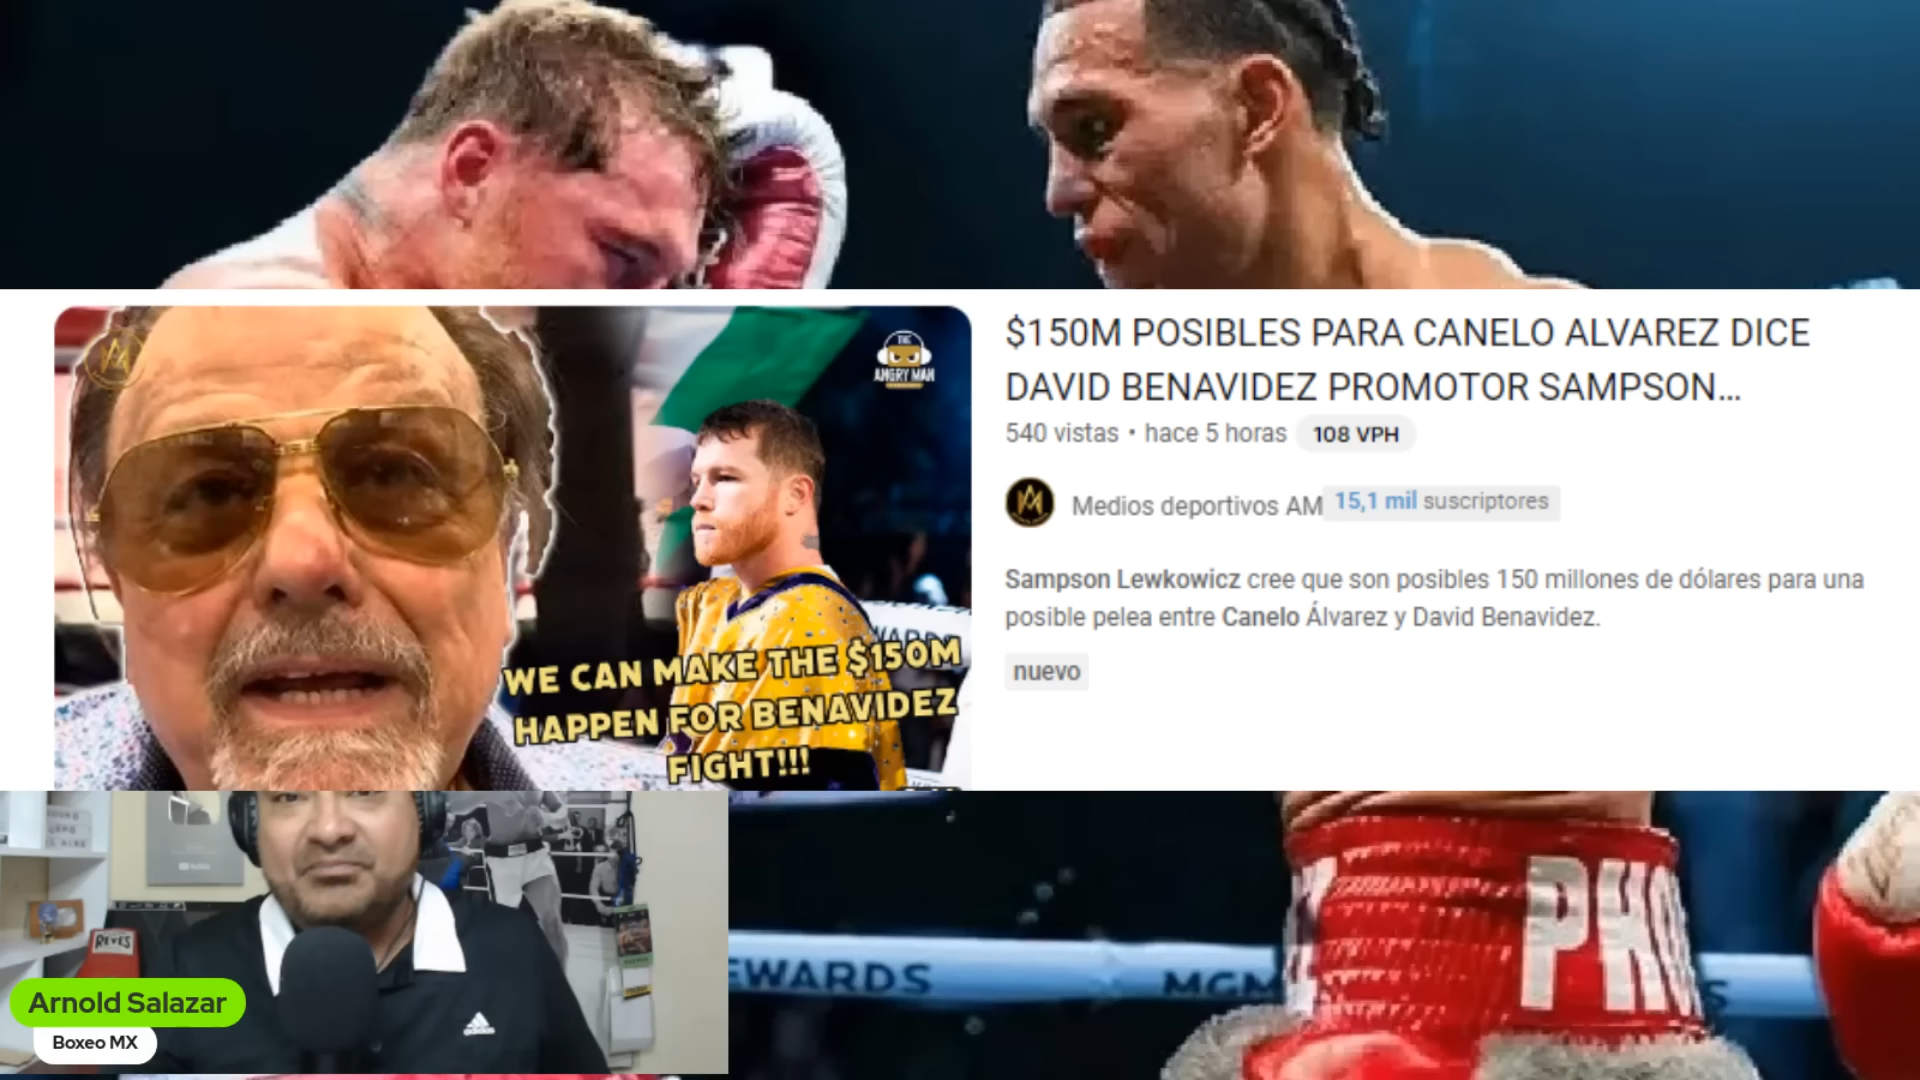 THE
ANGRY MAN
WE CAN MAKE THE $150M
HAPPEN FOR BENAVIDEZ
FIGHT!!!
$150M POSIBLES PARA CANELO ALVAREZ DICE
DAVID BENAVIDEZ PROMOTOR SAMPSON...
540 vistas • hace 5 horas 108 VPH
Medios deportivos AM 15,1 mil suscriptores
Sampson Lewkowicz cree que son posibles 150 millones de dólares para una
posible pelea entre Canelo Álvarez y David Benavidez.
nuevo
REYES
adidas
Arnold Salazar
Boxeo MX
EWARDS
MGM
PHO